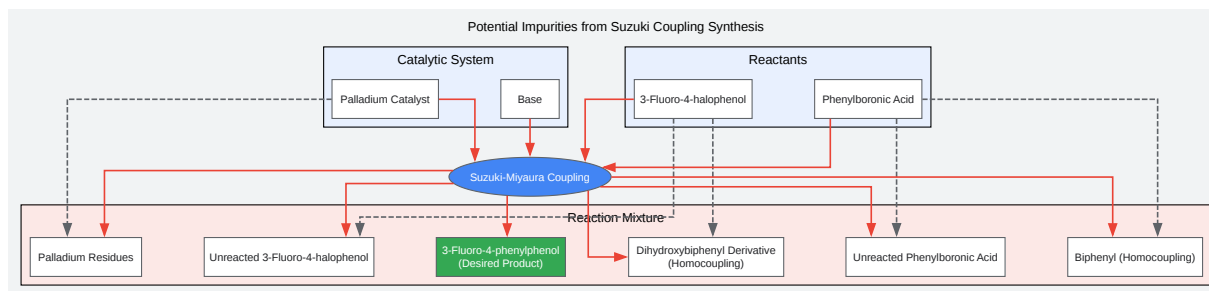 Potential Impurities from Suzuki Coupling Synthesis
Catalytic System
Reactants
Palladium Catalyst
Base
3-Fluoro-4-halophenol
Phenylboronic Acid
Suzuki-Miyaura Coupling
Reaction Mixture
Palladium Residues
Unreacted 3-Fluoro-4-halophenol
3-Fluoro-4-phenylphenol
(Desired Product)
Dihydroxybiphenyl Derivative
(Homocoupling)
Unreacted Phenylboronic Acid
Biphenyl (Homocoupling)